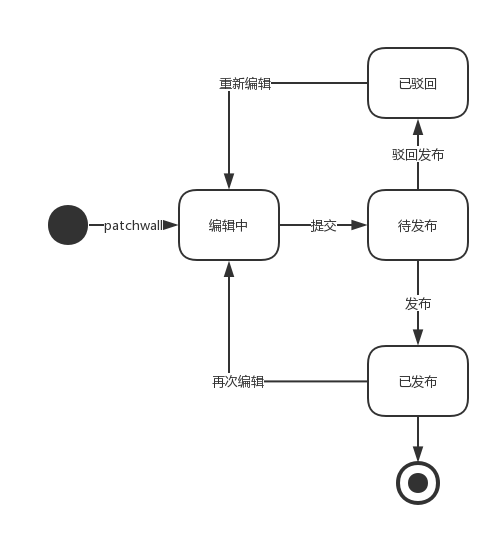 重新编辑
已驳回
驳回发布
patchwall
编辑中
提交
待发布
发布
再次编辑
已发布